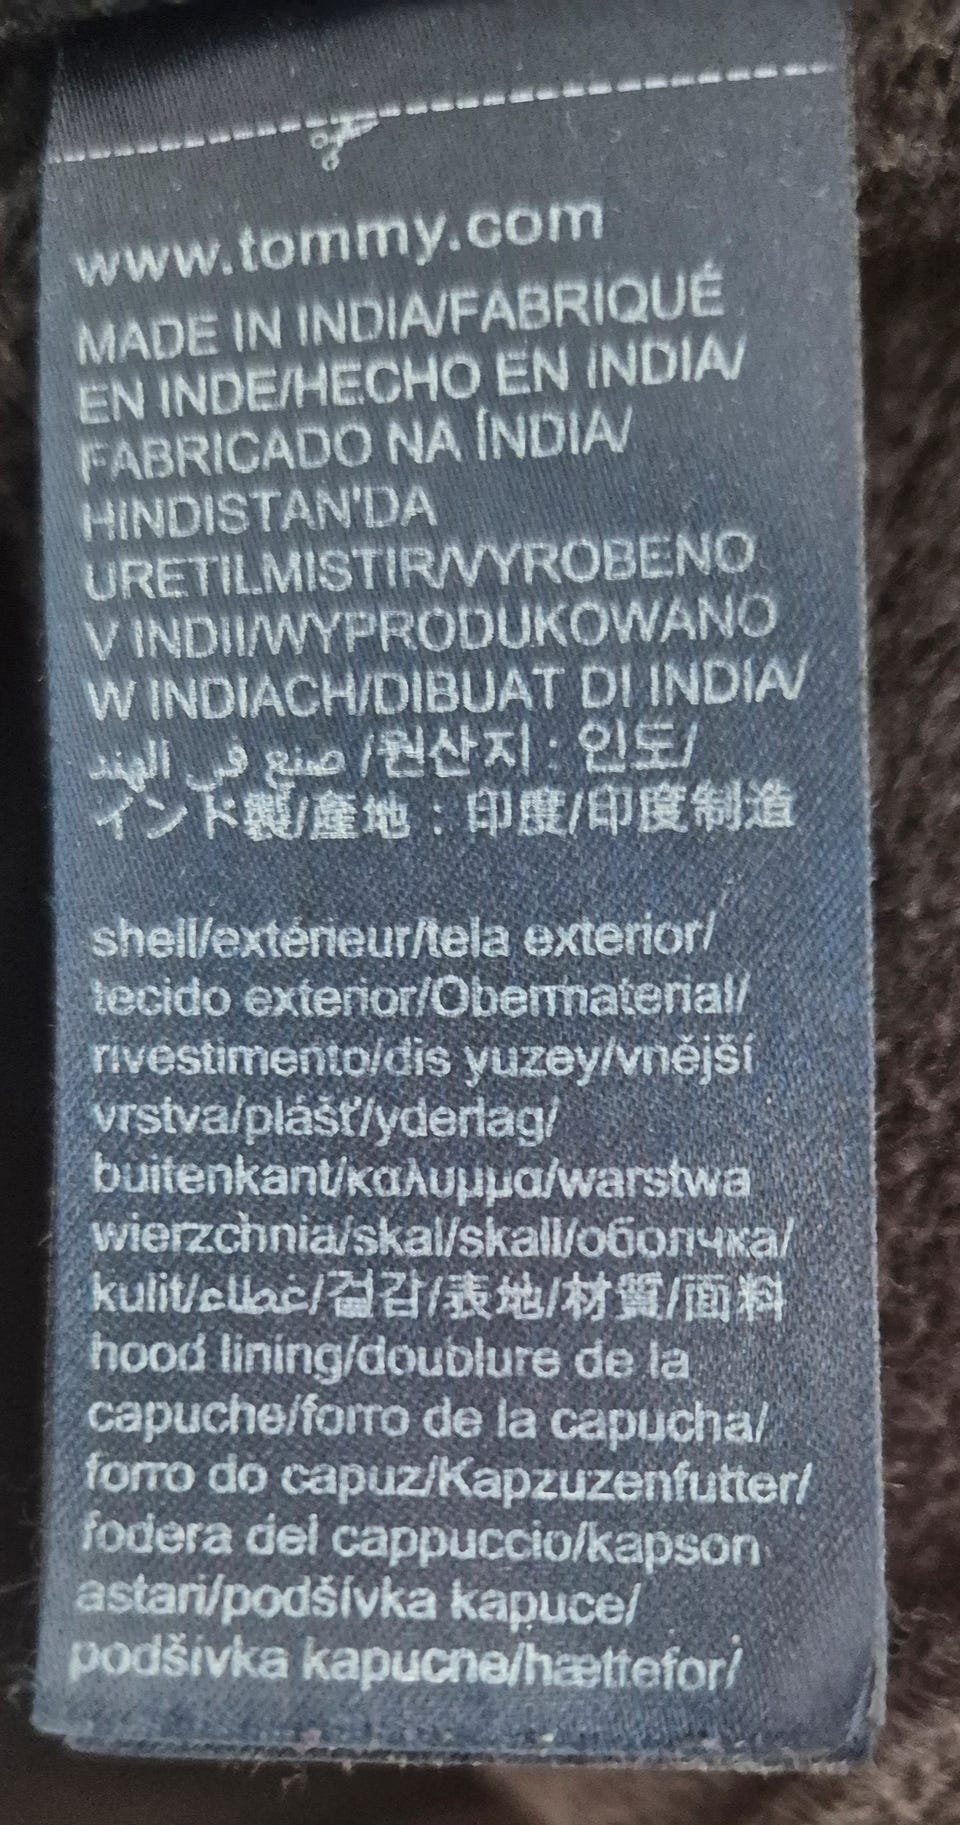 www.tommy.com
MADE IN INDIA/FABRIQUÉ
EN INDE/HECHO EN INDIA/
FABRICADO NA ÍNDIA/
HINDISTAN'DA
URETILMISTIR/VYROBENO
V INDII/WYPRODUKOWANO
W INDIACH/DIBUAT DI INDIA/
صنع في الهند/원산지 : 인도/
インド製/産地 : 印度/印度制造
shell/extérieur/tela exterior/
tecido exterior/Obermaterial/
rivestimento/dis yuzey/vnější
vrstva/plášť/yderlag/
buitenkant/καλυμμα/warstwa
wierzchnia/skal/skall/оболчка/
kulit/غطاء/겉감/表地/材質/面料
hood lining/doublure de la
capuche/forro de la capucha/
forro do capuz/Kapzuzenfutter/
fodera del cappuccio/kapson
astari/podšívka kapuce/
podšívka kapucne/hættefor/